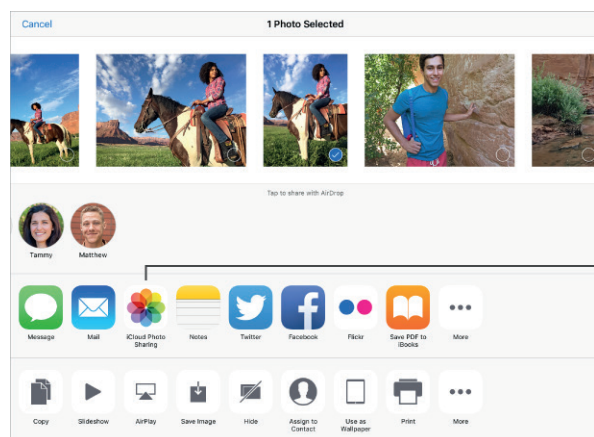 Cancel
1 Photo Selected
Tap to share with AirDrop
Tammy
Matthew
Message
Mail
iCloud Photo
Sharing
Notes
Twitter
Facebook
Flickr
Save PDF to
iBooks
More
Copy
Slideshow
AirPlay
Save Image
Hide
Assign to
Contact
Use as
Wallpaper
Print
More